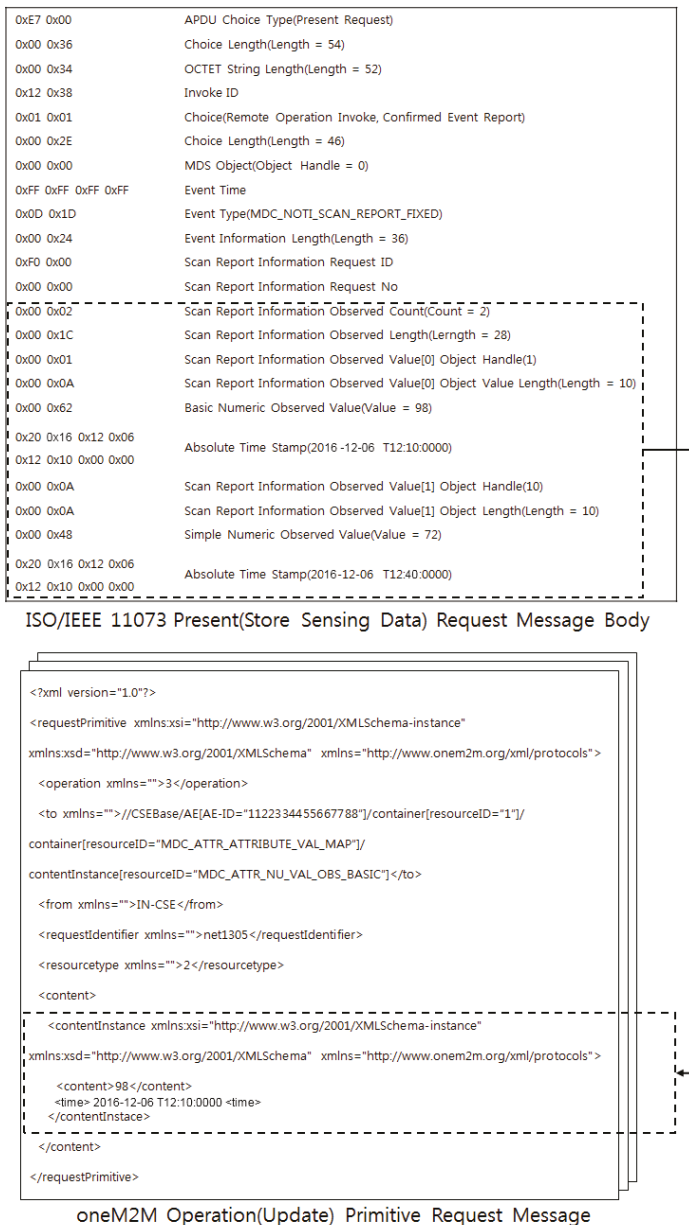 0xE7 0x00 APDU Choice Type(Present Request)
0x00 0x36 Choice Length(Length = 54)
0x00 0x34 OCTET String Length(Length = 52)
0x12 0x38 Invoke ID
0x01 0x01 Choice(Remote Operation Invoke, Confirmed Event Report)
0x00 0x2E Choice Length(Length = 46)
0x00 0x00 MDS Object(Object Handle = 0)
0xFF 0xFF 0xFF 0xFF Event Time
0x0D 0x1D Event Type(MDC_NOTI_SCAN_REPORT_FIXED)
0x00 0x24 Event Information Length(Length = 36)
0xF0 0x00 Scan Report Information Request ID
0x00 0x00 Scan Report Information Request No
0x00 0x02 Scan Report Information Observed Count(Count = 2)
0x00 0x1C Scan Report Information Observed Length(Lerngth = 28)
0x00 0x01 Scan Report Information Observed Value[0] Object Handle(1)
0x00 0x0A Scan Report Information Observed Value[0] Object Value Length(Length = 10)
0x00 0x62 Basic Numeric Observed Value(Value = 98)
0x20 0x16 0x12 0x06
Absolute Time Stamp(2016 -12-06 T12:10:0000)
0x12 0x10 0x00 0x00
0x00 0x0A Scan Report Information Observed Value[1] Object Handle(10)
0x00 0x0A Scan Report Information Observed Value[1] Object Length(Length = 10)
0x00 0x48 Simple Numeric Observed Value(Value = 72)
0x20 0x16 0x12 0x06
Absolute Time Stamp(2016-12-06 T12:40:0000)
0x12 0x10 0x00 0x00
ISO/IEEE 11073 Present(Store Sensing Data) Request Message Body
<?xml version="1.0"?>
<requestPrimitive xmlns:xsi="http://www.w3.org/2001/XMLSchema-instance"
xmlns:xsd="http://www.w3.org/2001/XMLSchema" xmlns="http://www.onem2m.org/xml/protocols">
<operation xmlns="">3</operation>
<to xmlns="">//CSEBase/AE[AE-ID="1122334455667788"]/container[resourceID="1"]/
container[resourceID="MDC_ATTR_ATTRIBUTE_VAL_MAP"]/
contentInstance[resourceID="MDC_ATTR_NU_VAL_OBS_BASIC"]</to>
<from xmlns="">IN-CSE</from>
<requestIdentifier xmlns="">net1305</requestIdentifier>
<resourcetype xmlns="">2</resourcetype>
<content>
<contentInstance xmlns:xsi="http://www.w3.org/2001/XMLSchema-instance"
xmlns:xsd="http://www.w3.org/2001/XMLSchema" xmlns="http://www.onem2m.org/xml/protocols">
<content>98</content>
<time> 2016-12-06 T12:10:0000 <time>
</contentInstace>
</content>
</requestPrimitive>
oneM2M Operation(Update) Primitive Request Message